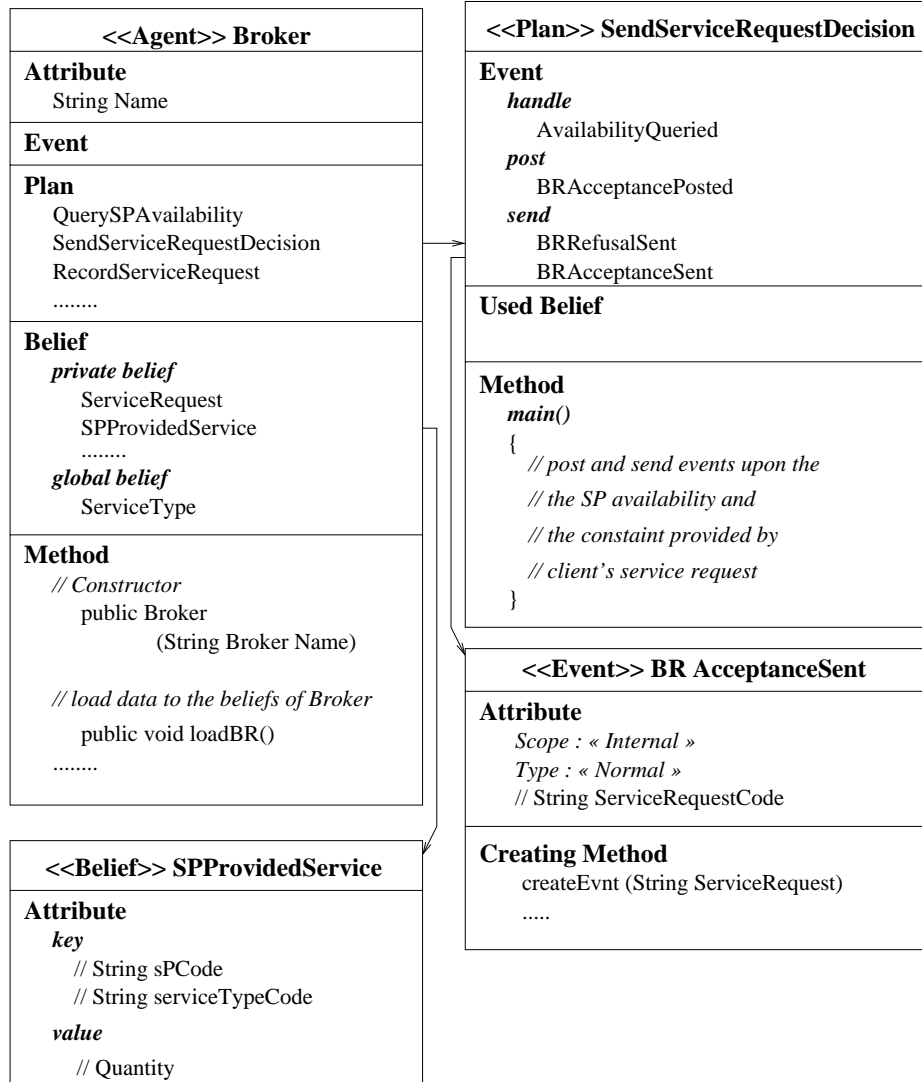 <<Agent>> Broker
Attribute
String Name
Event
Plan
QuerySPAvailability
SendServiceRequestDecision
RecordServiceRequest
........
Belief
private belief
ServiceRequest
SPProvidedService
........
global belief
ServiceType
Method
// Constructor
public Broker
(String Broker Name)
// load data to the beliefs of Broker
public void loadBR()
........
<<Plan>> SendServiceRequestDecision
Event
handle
AvailabilityQueried
post
BRAcceptancePosted
send
BRRefusalSent
BRAcceptanceSent
Used Belief
Method
main()
{
// post and send events upon the
// the SP availability and
// the constaint provided by
// client's service request
}
<<Event>> BR AcceptanceSent
Attribute
Scope : « Internal »
Type : « Normal »
// String ServiceRequestCode
Creating Method
createEvnt (String ServiceRequest)
.....
<<Belief>> SPProvidedService
Attribute
key
// String sPCode
// String serviceTypeCode
value
// Quantity